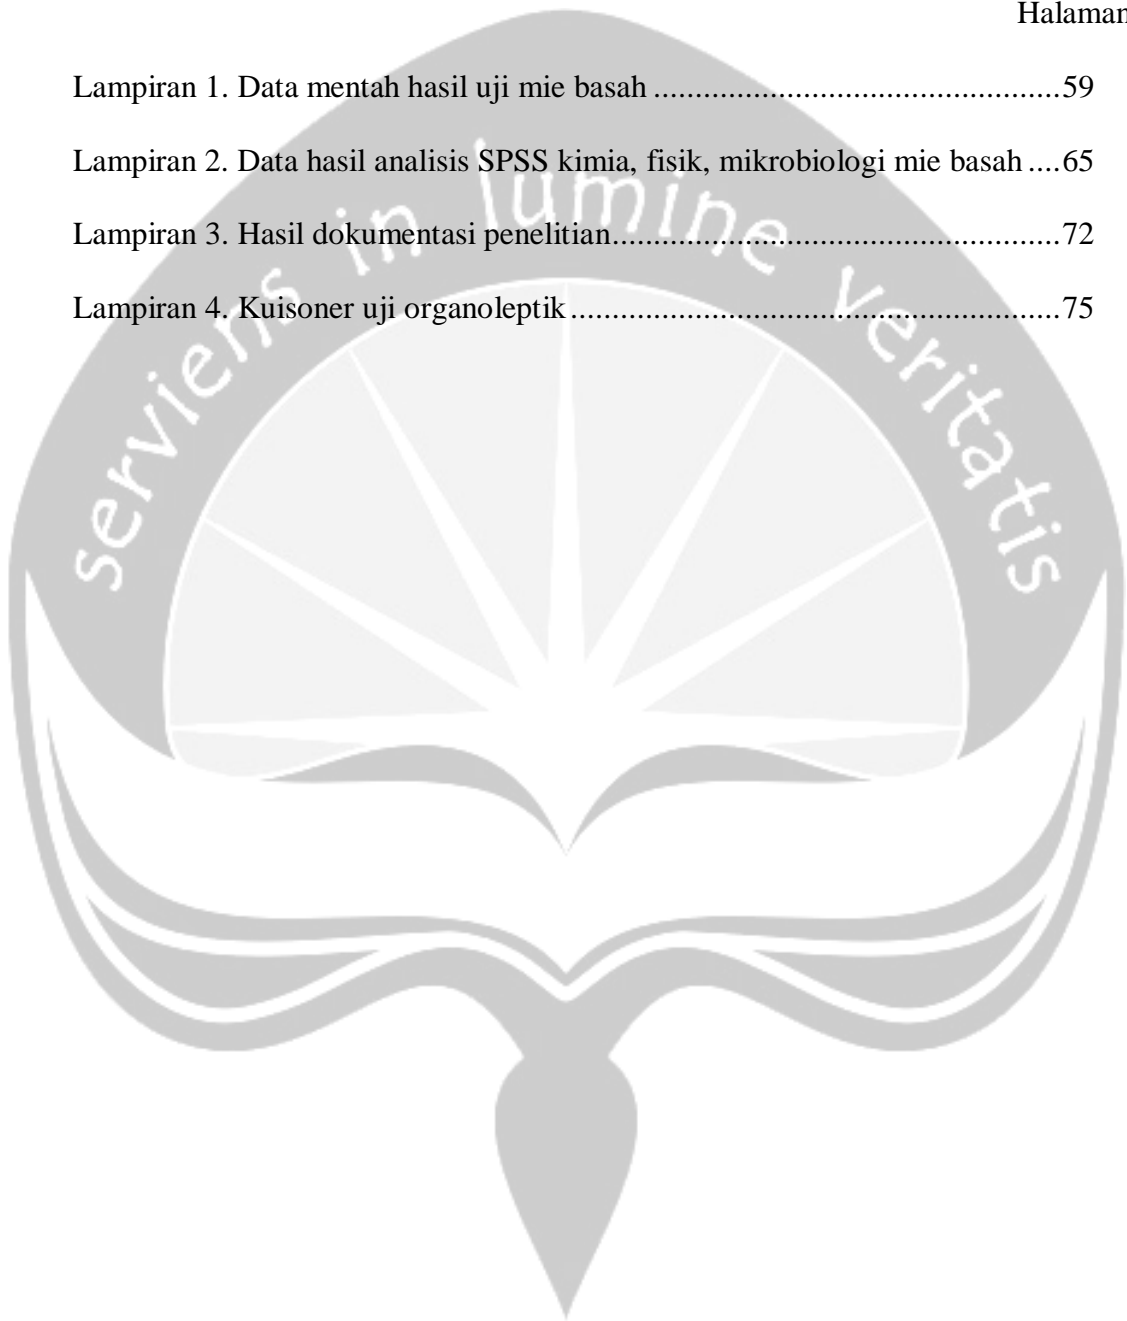 Halaman
Lampiran 1. Data mentah hasil uji mie basah ..............................................59
Lampiran 2. Data hasil analisis SPSS kimia, fisik, mikrobiologi mie basah ....65
Lampiran 3. Hasil dokumentasi penelitian...................................................72
Lampiran 4. Kuisoner uji organoleptik........................................................75
serviens in lumine veritatis